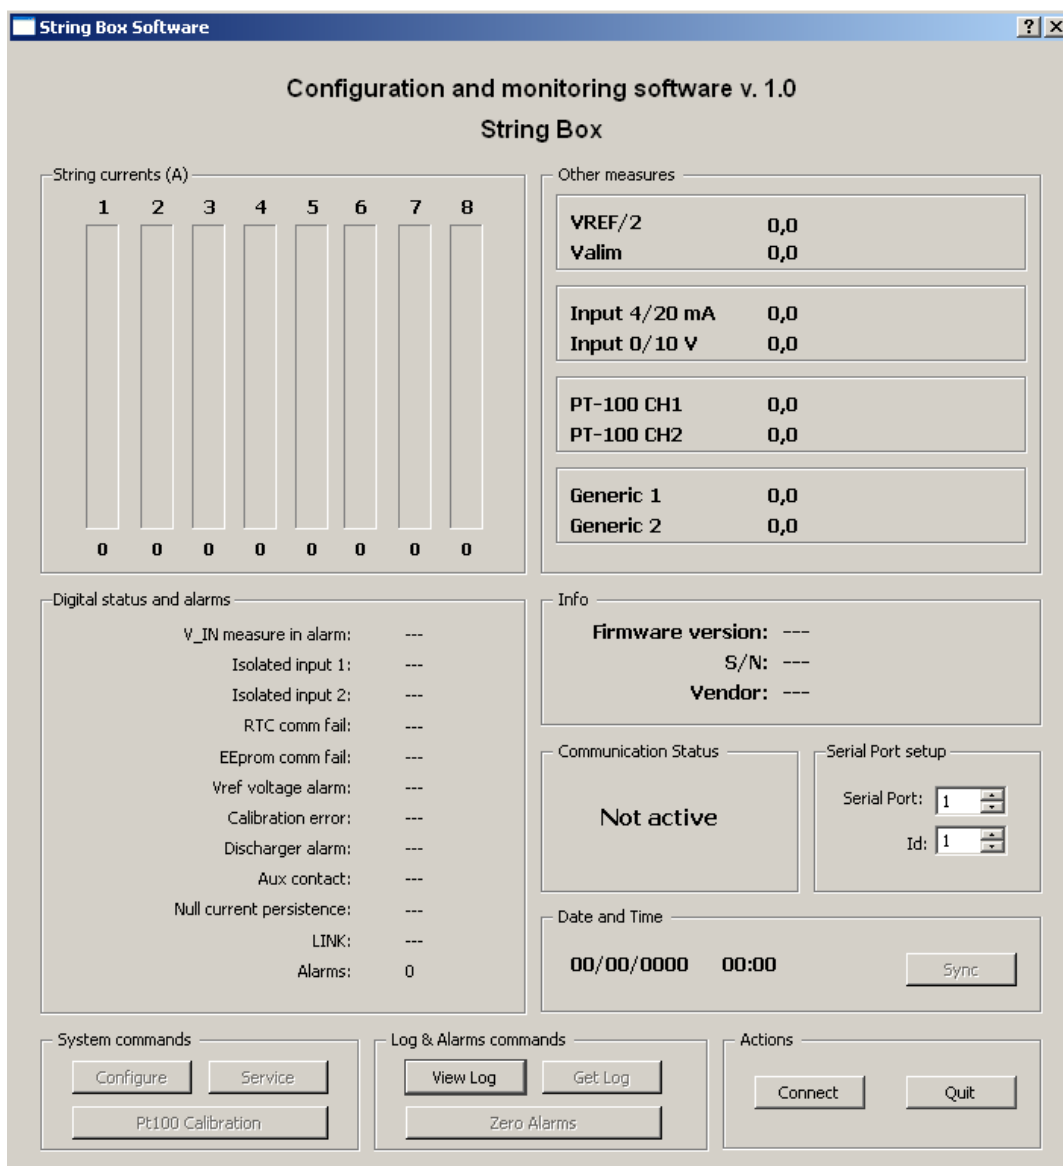 String Box Software
Configuration and monitoring software v. 1.0
String Box
String currents (A)
1 2 3 4 5 6 7 8
0 0 0 0 0 0 0 0
Other measures
VREF/2 0,0
Valim 0,0
Input 4/20 mA 0,0
Input 0/10 V 0,0
PT-100 CH1 0,0
PT-100 CH2 0,0
Generic 1 0,0
Generic 2 0,0
Digital status and alarms
V_IN measure in alarm: ---
Isolated input 1: ---
Isolated input 2: ---
RTC comm fail: ---
EEprom comm fail: ---
Vref voltage alarm: ---
Calibration error: ---
Discharger alarm: ---
Aux contact: ---
Null current persistence: ---
LINK: ---
Alarms: 0
Info
Firmware version: ---
S/N: ---
Vendor: ---
Communication Status
Not active
Serial Port setup
Serial Port: 1
Id: 1
Date and Time
00/00/0000 00:00
Sync
System commands
Configure Service
Pt100 Calibration
Log & Alarms commands
View Log Get Log
Zero Alarms
Actions
Connect Quit